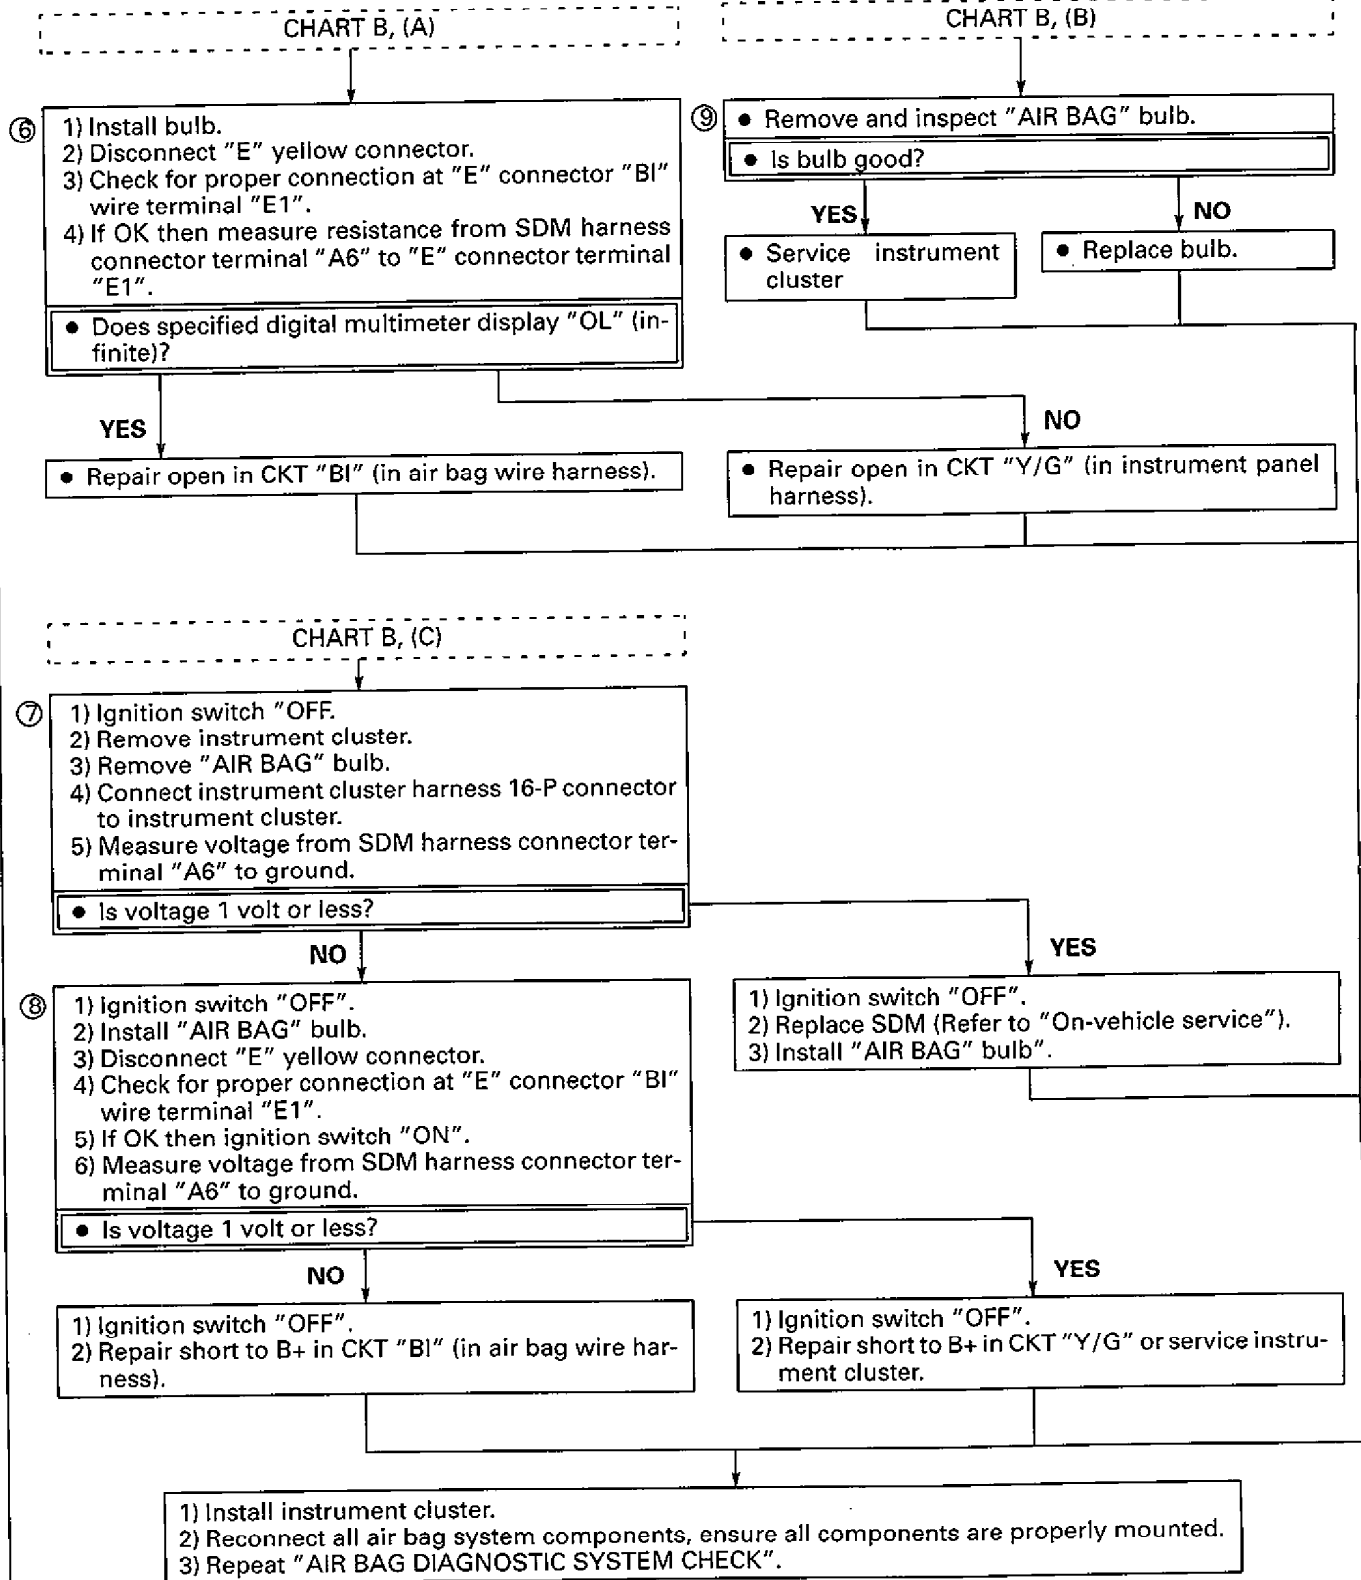 CHART B, (A)
⑥
1) Install bulb.
2) Disconnect "E" yellow connector.
3) Check for proper connection at "E" connector "Bl"
wire terminal "E1".
4) If OK then measure resistance from SDM harness
connector terminal "A6" to "E" connector terminal
"E1".
● Does specified digital multimeter display "OL" (in-
finite)?
YES
NO
● Repair open in CKT "Bl" (in air bag wire harness).
● Repair open in CKT "Y/G" (in instrument panel
harness).
CHART B, (B)
⑨
● Remove and inspect "AIR BAG" bulb.
● Is bulb good?
YES
NO
● Service instrument
cluster
● Replace bulb.
CHART B, (C)
⑦
1) Ignition switch "OFF.
2) Remove instrument cluster.
3) Remove "AIR BAG" bulb.
4) Connect instrument cluster harness 16-P connector
to instrument cluster.
5) Measure voltage from SDM harness connector ter-
minal "A6" to ground.
● Is voltage 1 volt or less?
NO
YES
1) Ignition switch "OFF".
2) Replace SDM (Refer to "On-vehicle service").
3) Install "AIR BAG" bulb".
⑧
1) Ignition switch "OFF".
2) Install "AIR BAG" bulb.
3) Disconnect "E" yellow connector.
4) Check for proper connection at "E" connector "Bl"
wire terminal "E1".
5) If OK then ignition switch "ON".
6) Measure voltage from SDM harness connector ter-
minal "A6" to ground.
● Is voltage 1 volt or less?
NO
YES
1) Ignition switch "OFF".
2) Repair short to B+ in CKT "Bl" (in air bag wire har-
ness).
1) Ignition switch "OFF".
2) Repair short to B+ in CKT "Y/G" or service instru-
ment cluster.
1) Install instrument cluster.
2) Reconnect all air bag system components, ensure all components are properly mounted.
3) Repeat "AIR BAG DIAGNOSTIC SYSTEM CHECK".